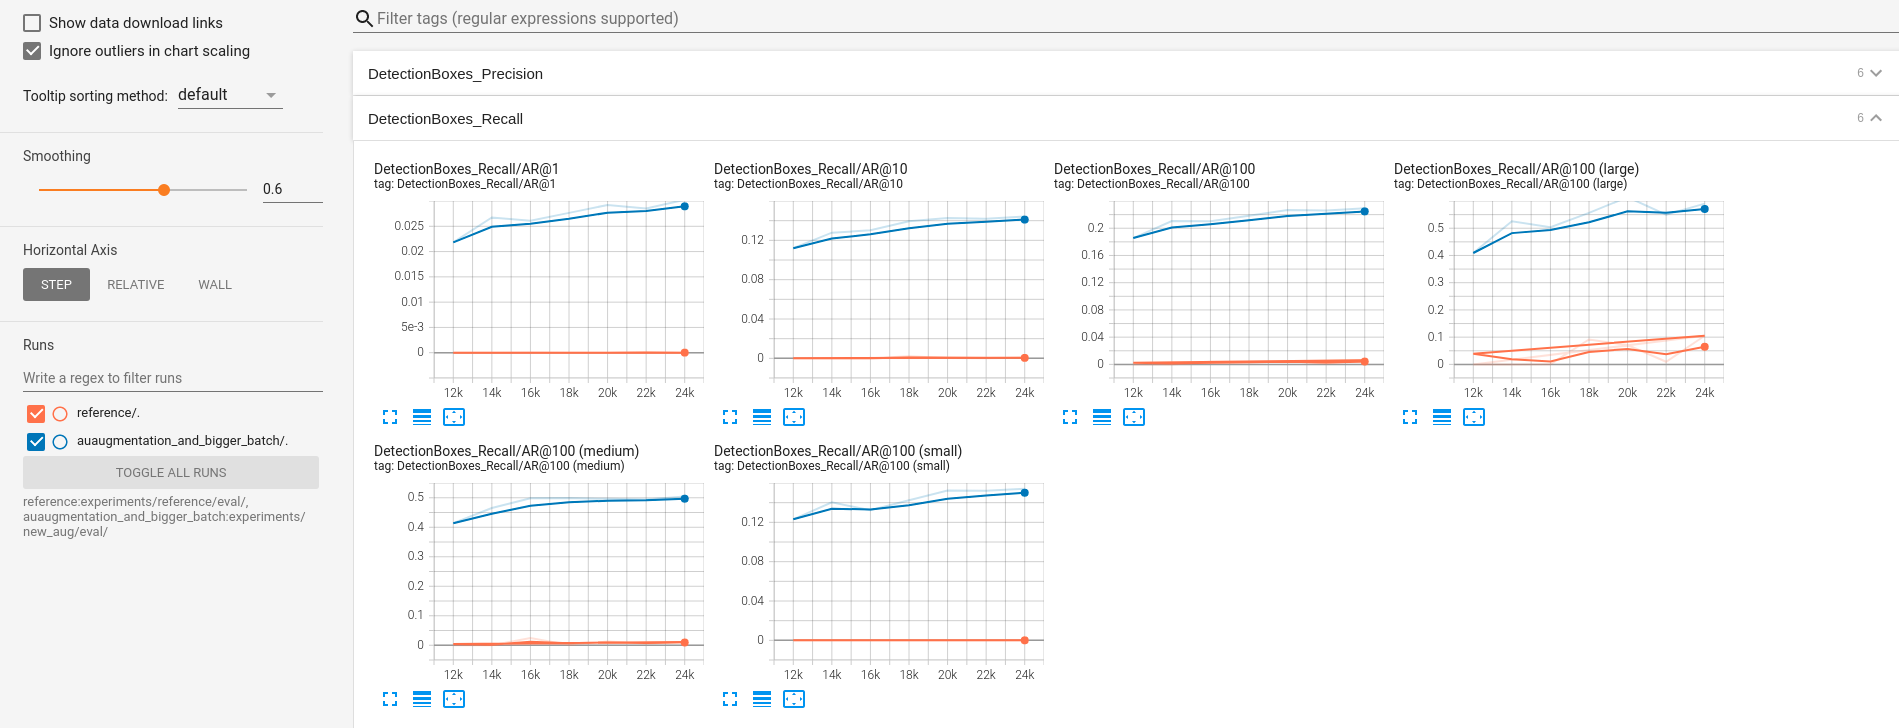 Show data download links
Ignore outliers in chart scaling
Tooltip sorting method: default
Smoothing
0.6
Horizontal Axis
STEP RELATIVE WALL
Runs
Write a regex to filter runs
reference/.
auaugmentation_and_bigger_batch/.
TOGGLE ALL RUNS
reference:experiments/reference/eval/,
auaugmentation_and_bigger_batch:experiments/
new_aug/eval/
Filter tags (regular expressions supported)
DetectionBoxes_Precision 6
DetectionBoxes_Recall 6
DetectionBoxes_Recall/AR@1
tag: DetectionBoxes_Recall/AR@1
0.025
0.02
0.015
0.01
5e-3
0
12k 14k 16k 18k 20k 22k 24k
DetectionBoxes_Recall/AR@10
tag: DetectionBoxes_Recall/AR@10
0.12
0.08
0.04
0
12k 14k 16k 18k 20k 22k 24k
DetectionBoxes_Recall/AR@100
tag: DetectionBoxes_Recall/AR@100
0.2
0.16
0.12
0.08
0.04
0
12k 14k 16k 18k 20k 22k 24k
DetectionBoxes_Recall/AR@100 (large)
tag: DetectionBoxes_Recall/AR@100 (large)
0.5
0.4
0.3
0.2
0.1
0
12k 14k 16k 18k 20k 22k 24k
DetectionBoxes_Recall/AR@100 (medium)
tag: DetectionBoxes_Recall/AR@100 (medium)
0.5
0.4
0.3
0.2
0.1
0
12k 14k 16k 18k 20k 22k 24k
DetectionBoxes_Recall/AR@100 (small)
tag: DetectionBoxes_Recall/AR@100 (small)
0.12
0.08
0.04
0
12k 14k 16k 18k 20k 22k 24k